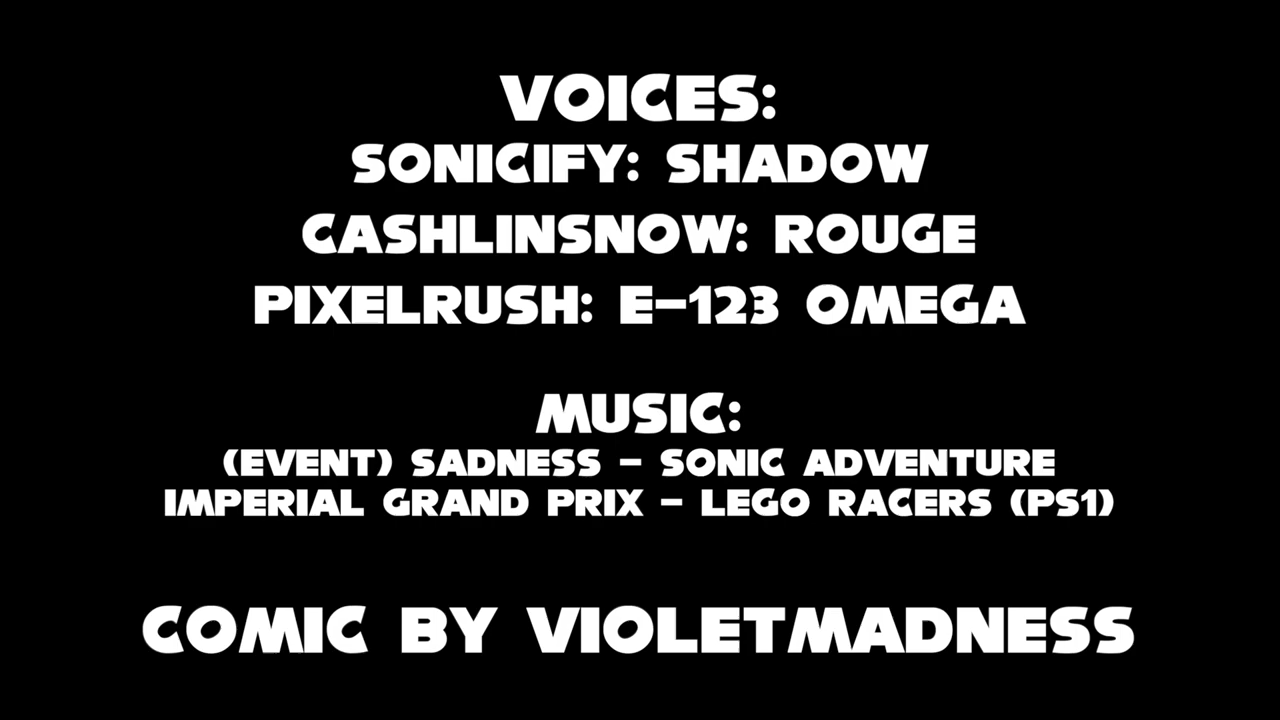 VOICES:
SONICIFY: SHADOW
CASHLINSNOW: ROUGE
PIXELRUSH: E-123 OMEGA
MUSIC:
(EVENT) SADNESS - SONIC ADVENTURE
IMPERIAL GRAND PRIX - LEGO RACERS (PS1)
COMIC BY VIOLETMADNESS